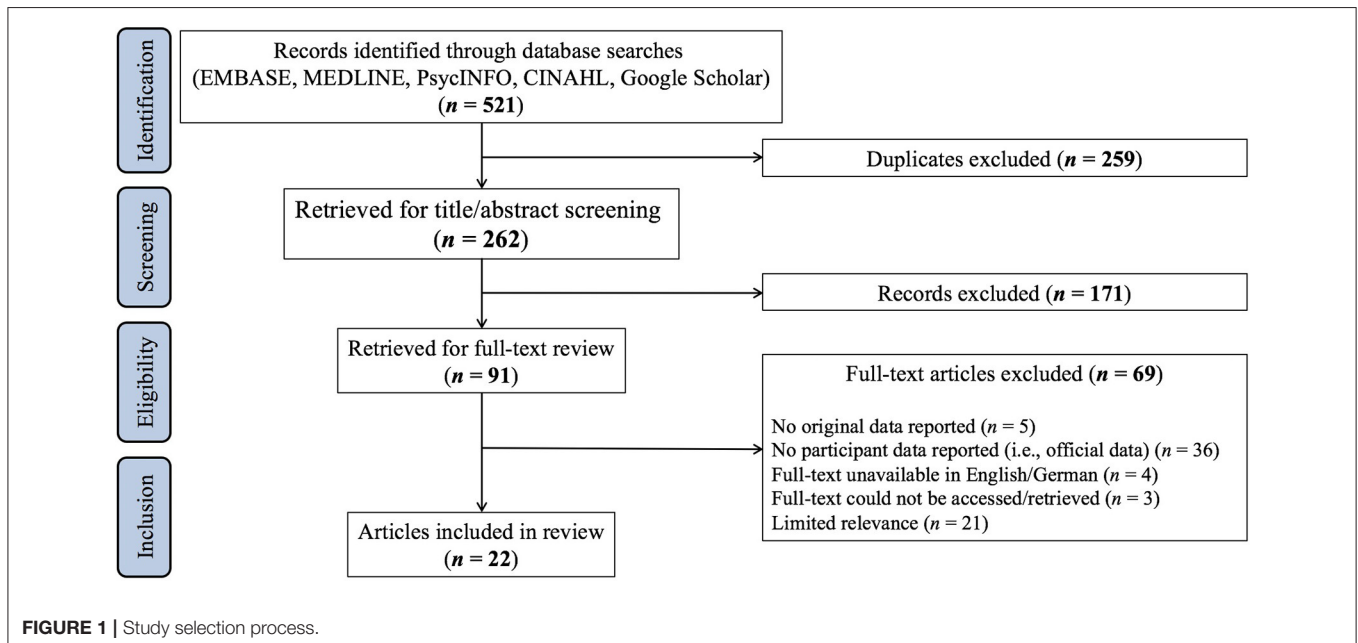 Identification
Records identified through database searches
(EMBASE, MEDLINE, PsycINFO, CINAHL, Google Scholar)
(n = 521)
Duplicates excluded (n = 259)
Screening
Retrieved for title/abstract screening
(n = 262)
Records excluded (n = 171)
Eligibility
Retrieved for full-text review
(n = 91)
Full-text articles excluded (n = 69)
No original data reported (n = 5)
No participant data reported (i.e., official data) (n = 36)
Full-text unavailable in English/German (n = 4)
Full-text could not be accessed/retrieved (n = 3)
Limited relevance (n = 21)
Inclusion
Articles included in review
(n = 22)
FIGURE 1 | Study selection process.